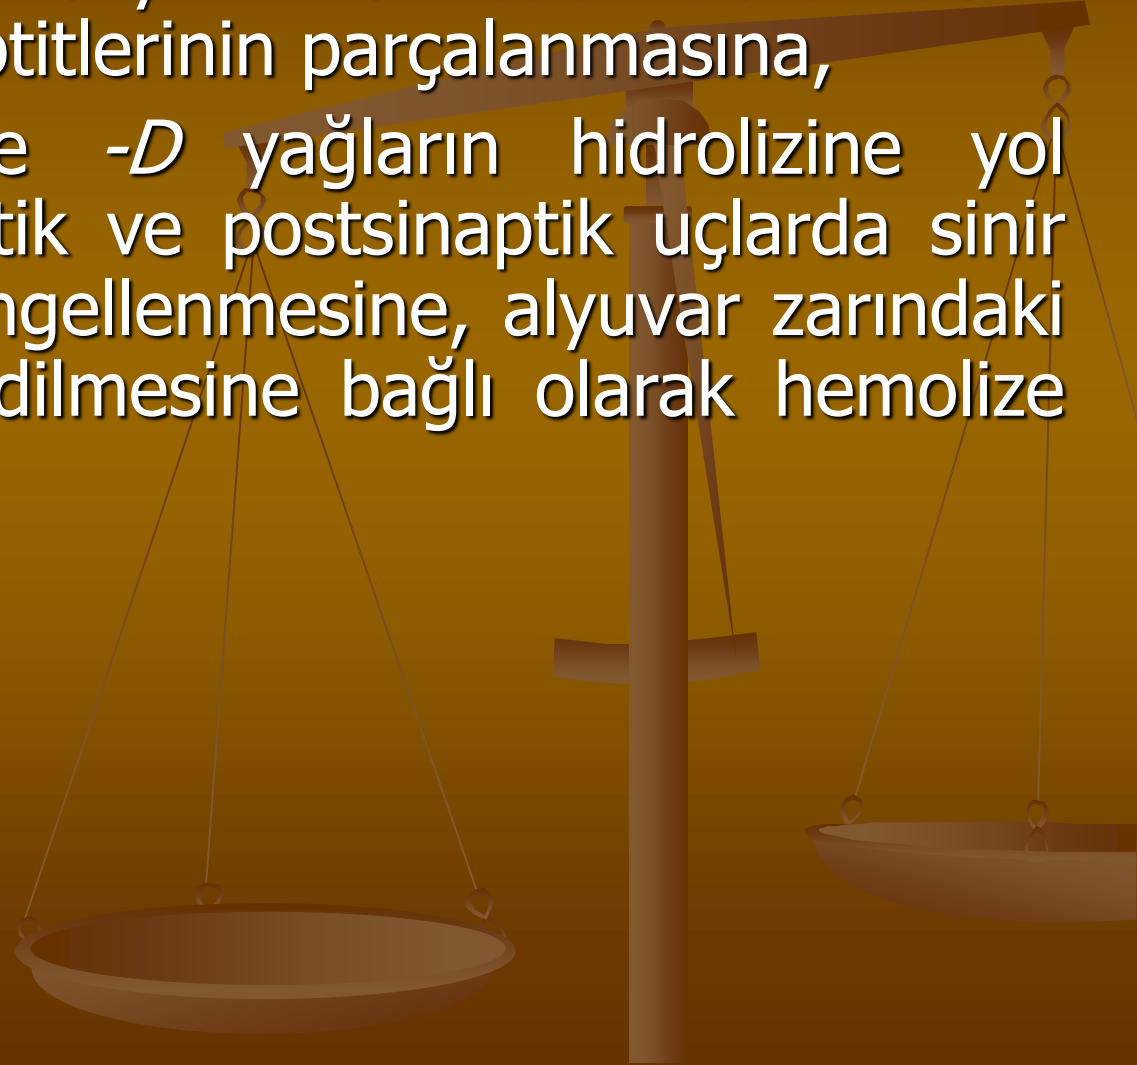 otitlerinin parçalanmasına,
e -D yağların hidrolizine yol
tik ve postsinaptik uçlarda sinir
ngellenmesine, alyuvar zarındaki
dilmesine bağlı olarak hemolize